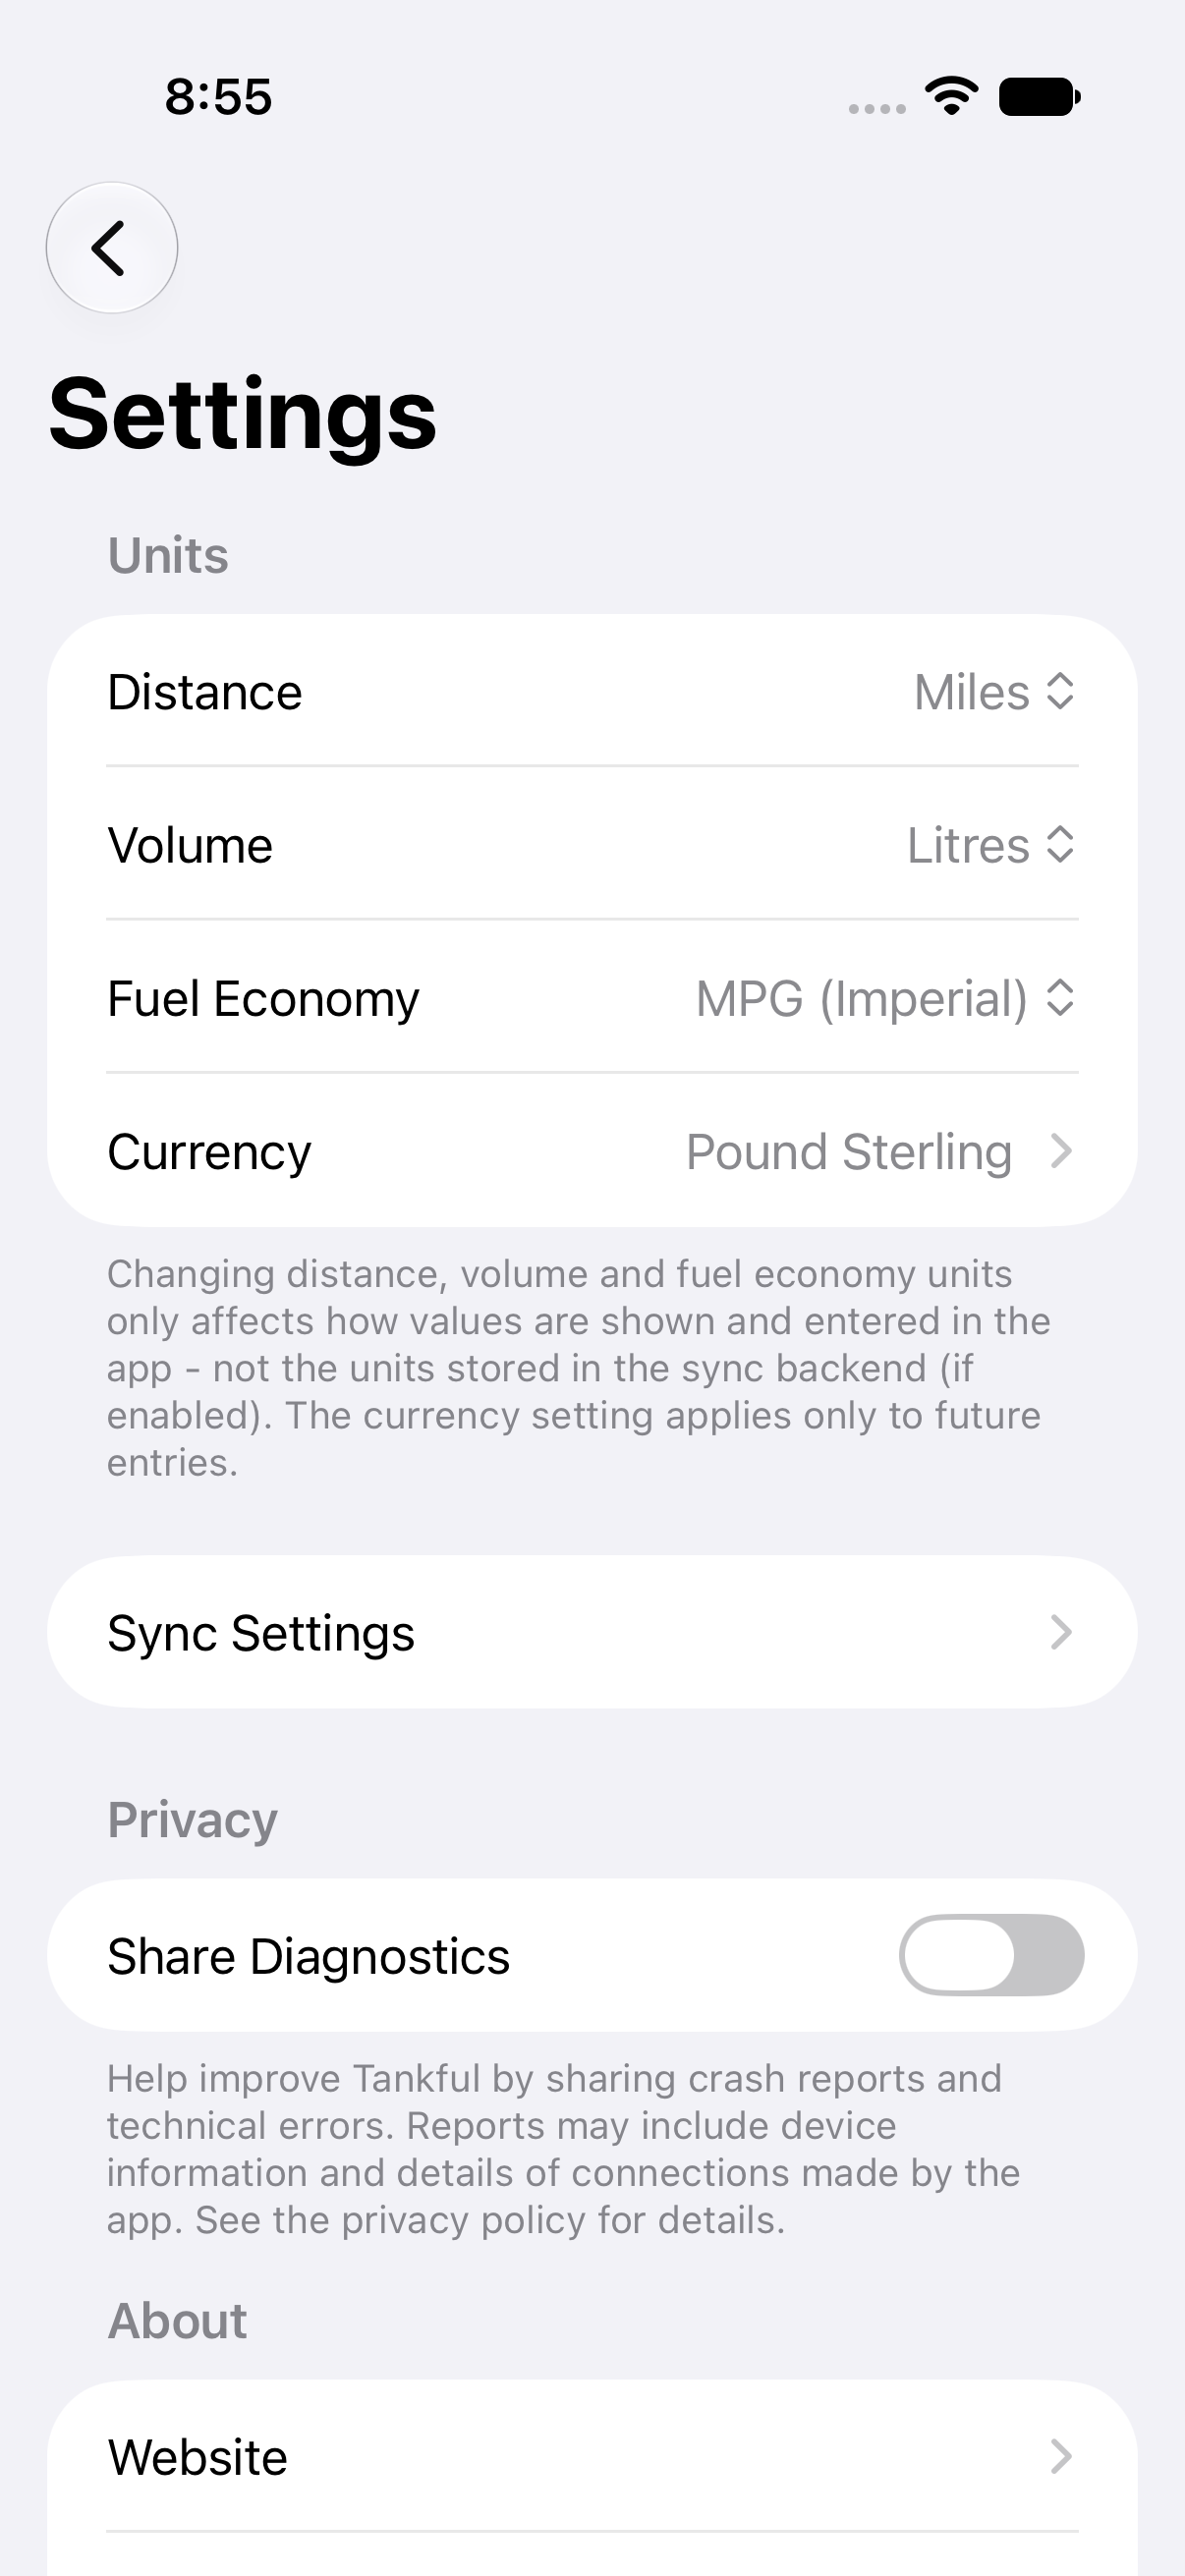 8:55
Settings
Units
Distance Miles
Volume Litres
Fuel Economy MPG (Imperial)
Currency Pound Sterling
Changing distance, volume and fuel economy units
only affects how values are shown and entered in the
app - not the units stored in the sync backend (if
enabled). The currency setting applies only to future
entries.
Sync Settings
Privacy
Share Diagnostics
Help improve Tankful by sharing crash reports and
technical errors. Reports may include device
information and details of connections made by the
app. See the privacy policy for details.
About
Website